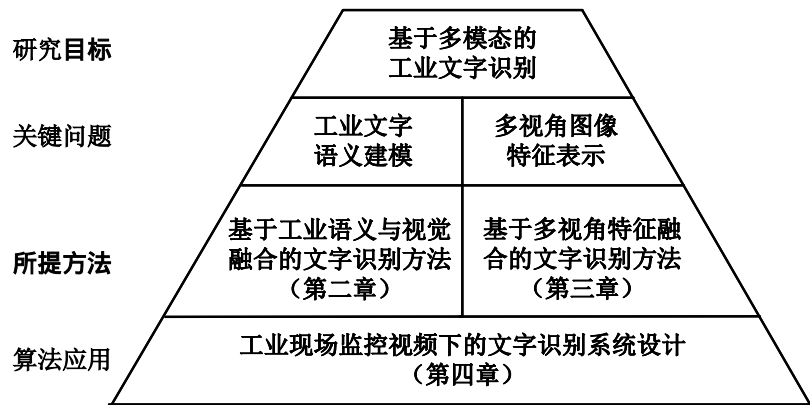 研究目标
基于多模态的
工业文字识别
关键问题
工业文字
语义建模
多视角图像
特征表示
所提方法
基于工业语义与视觉
融合的文字识别方法
（第二章）
基于多视角特征融
合的文字识别方法
（第三章）
算法应用
工业现场监控视频下的文字识别系统设计
（第四章）